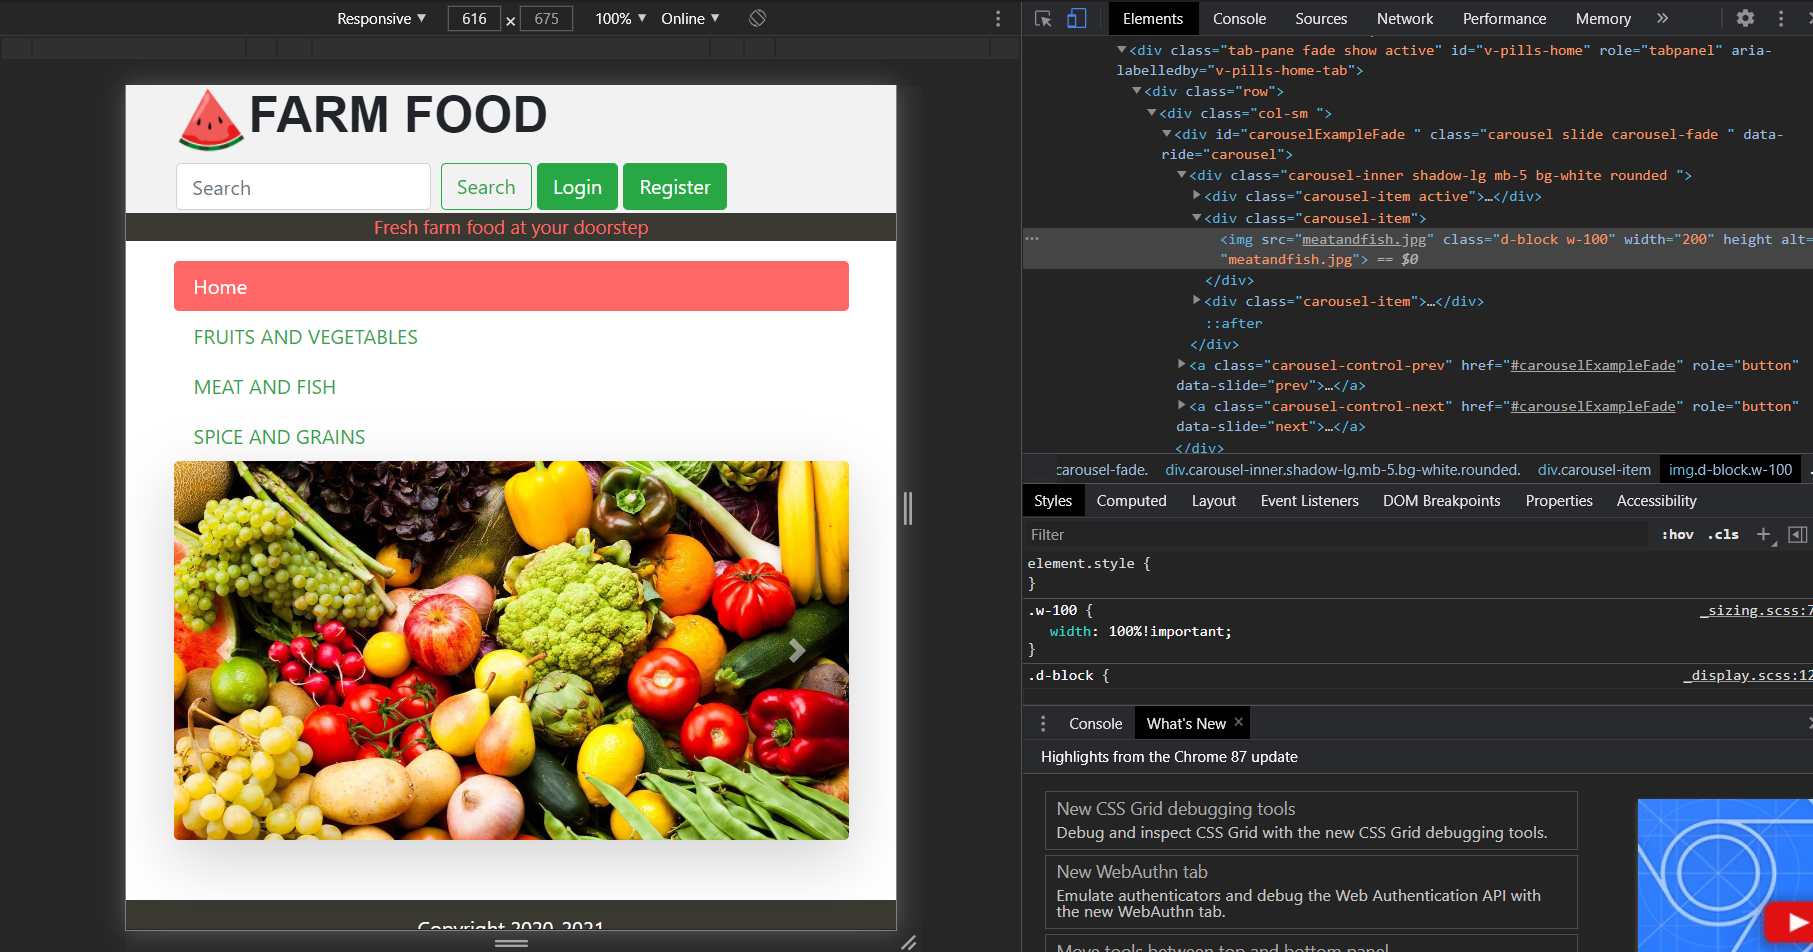 Responsive ▼ 616 × 675 100% ▼ Online ▼
FARM FOOD
Search Search Login Register
Fresh farm food at your doorstep
Home
FRUITS AND VEGETABLES
MEAT AND FISH
SPICE AND GRAINS
Copyright 2020-2021
Elements Console Sources Network Performance Memory »
<div class="tab-pane fade show active" id="v-pills-home" role="tabpanel" aria-
labelledby="v-pills-home-tab">
<div class="row">
<div class="col-sm ">
<div id="carouselExampleFade " class="carousel slide carousel-fade " data-
ride="carousel">
<div class="carousel-inner shadow-lg mb-5 bg-white rounded ">
<div class="carousel-item active">…</div>
<div class="carousel-item">
<img src="meatandfish.jpg" class="d-block w-100" width="200" height alt=
"meatandfish.jpg"> == $0
</div>
<div class="carousel-item">…</div>
::after
</div>
<a class="carousel-control-prev" href="#carouselExampleFade" role="button"
data-slide="prev">…</a>
<a class="carousel-control-next" href="#carouselExampleFade" role="button"
data-slide="next">…</a>
</div>
... carousel-fade. div.carousel-inner.shadow-lg.mb-5.bg-white.rounded. div.carousel-item img.d-block.w-100
Styles Computed Layout Event Listeners DOM Breakpoints Properties Accessibility
Filter :hov .cls +
element.style {
}
.w-100 { _sizing.scss:7
width: 100%!important;
}
.d-block { _display.scss:12
Console What's New ×
Highlights from the Chrome 87 update
New CSS Grid debugging tools
Debug and inspect CSS Grid with the new CSS Grid debugging tools.
New WebAuthn tab
Emulate authenticators and debug the Web Authentication API with
the new WebAuthn tab.
Move tools between top and bottom panel